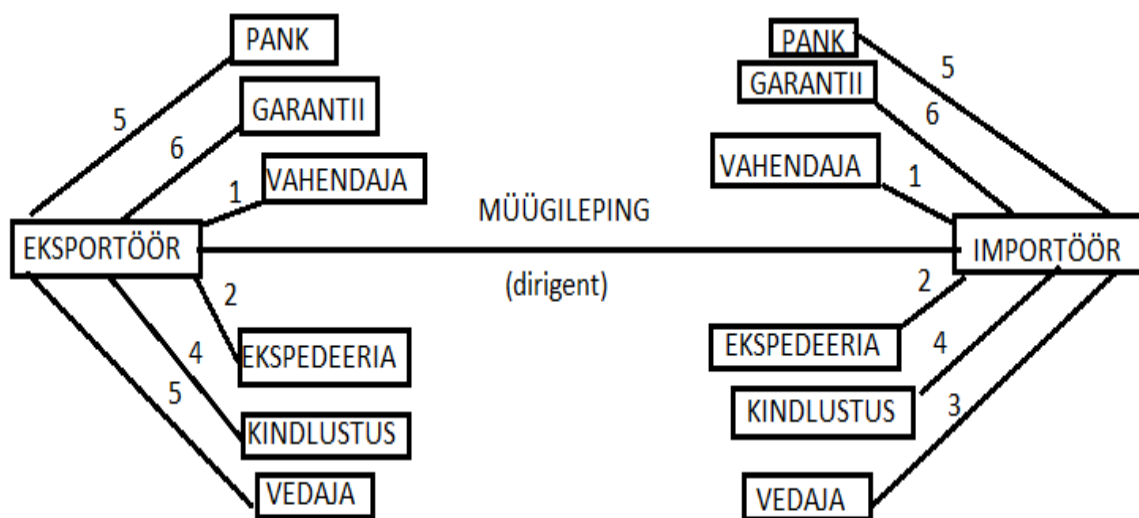 PANK
PANK
5
5
GARANTII
GARANTII
6
6
VAHENDAJA
VAHENDAJA
1
1
MÜÜGILEPING
EKSPORTÖÖR
IMPORTÖÖR
(dirigent)
2
2
EKSPEDEERIA
EKSPEDEERIA
4
4
5
3
KINDLUSTUS
KINDLUSTUS
VEDAJA
VEDAJA